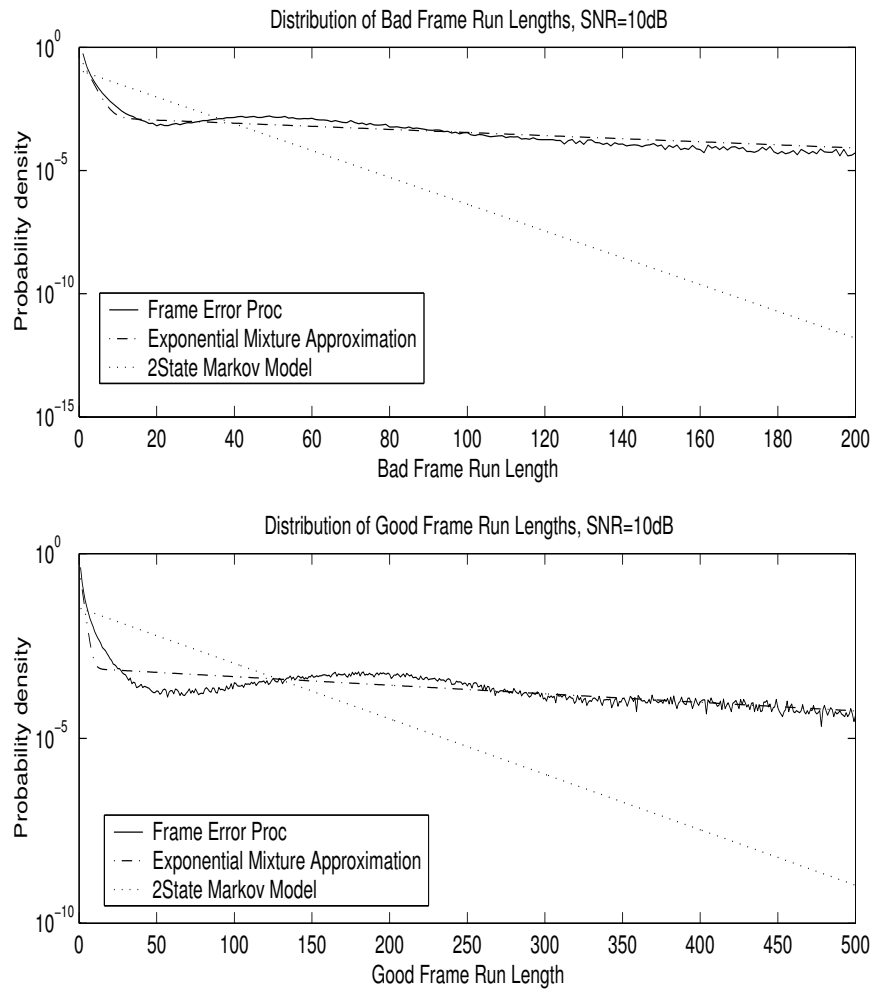 Distribution of Bad Frame Run Lengths, SNR=10dB
10^0
10^-5
10^-10
10^-15
Probability density
Frame Error Proc
Exponential Mixture Approximation
2State Markov Model
0 20 40 60 80 100 120 140 160 180 200
Bad Frame Run Length
Distribution of Good Frame Run Lengths, SNR=10dB
10^0
10^-5
10^-10
Probability density
Frame Error Proc
Exponential Mixture Approximation
2State Markov Model
0 50 100 150 200 250 300 350 400 450 500
Good Frame Run Length